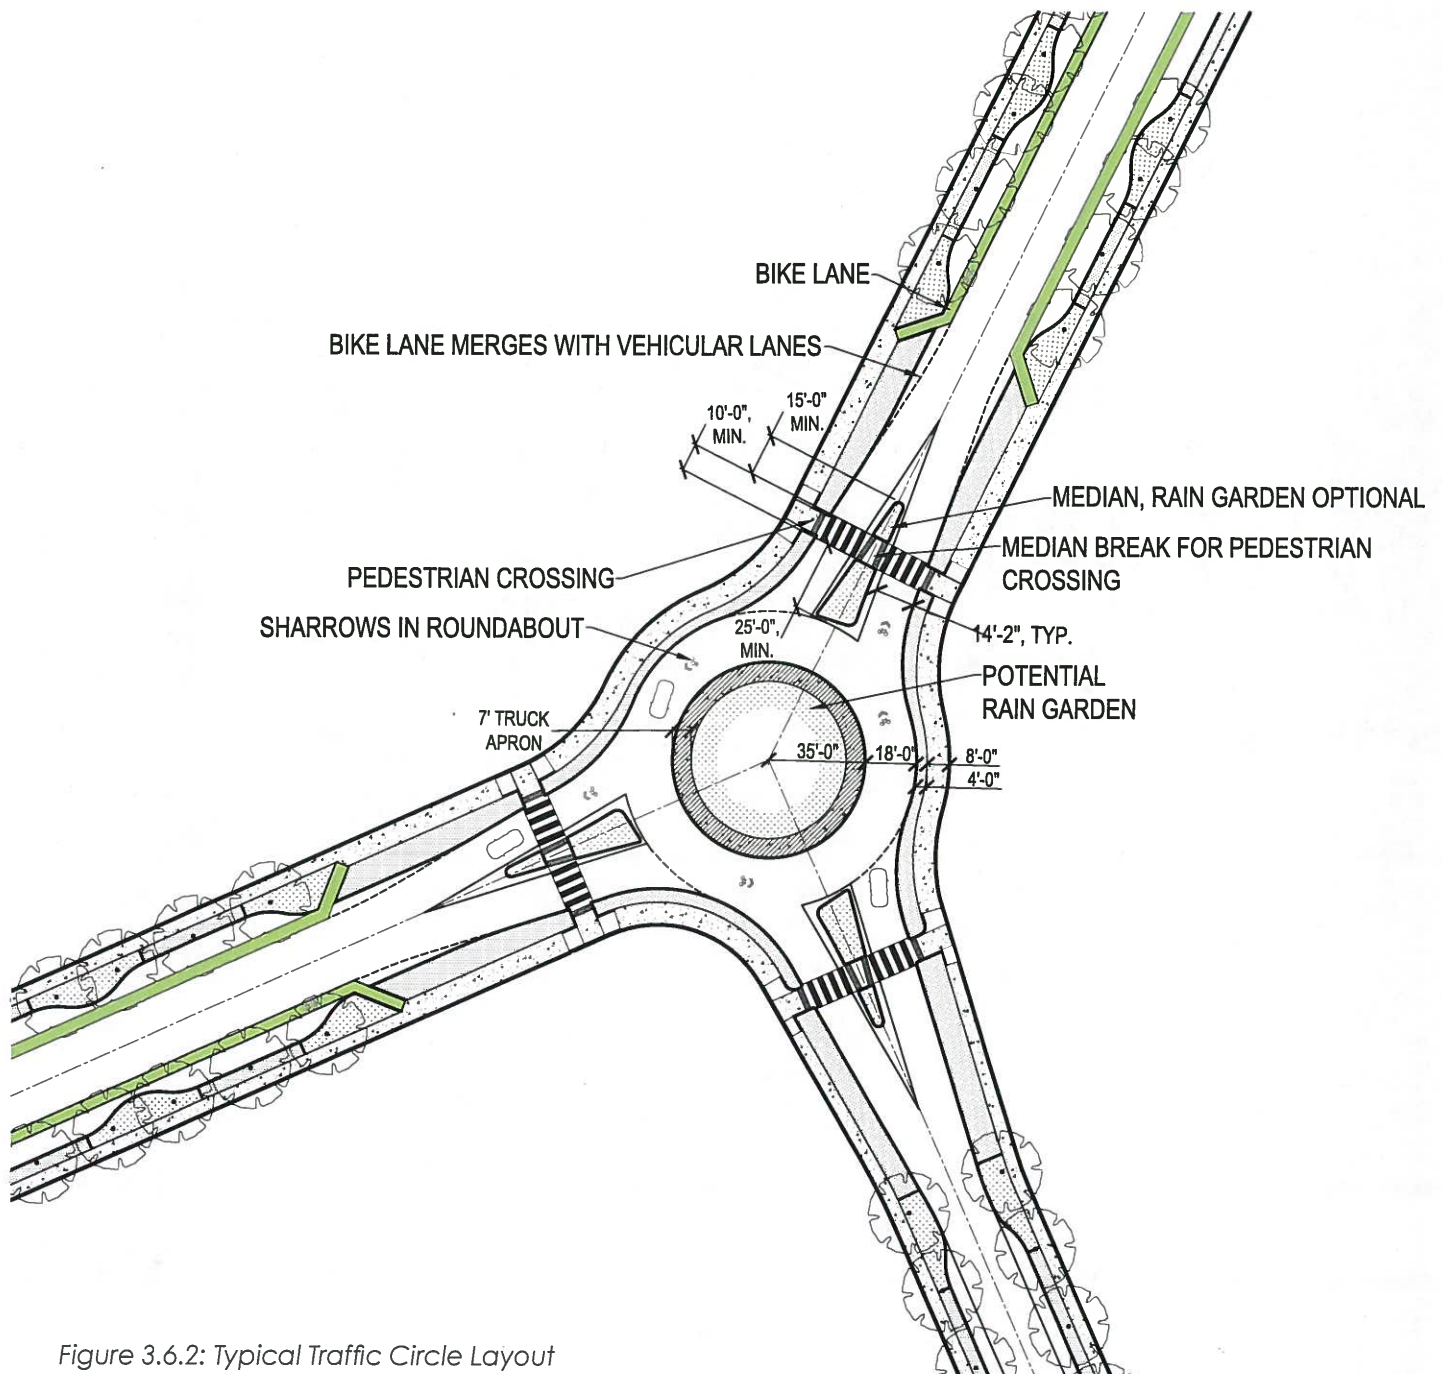 BIKE LANE
BIKE LANE MERGES WITH VEHICULAR LANES
10'-0",
MIN.
15'-0"
MIN.
MEDIAN, RAIN GARDEN OPTIONAL
MEDIAN BREAK FOR PEDESTRIAN
CROSSING
PEDESTRIAN CROSSING
SHARROWS IN ROUNDABOUT
25'-0",
MIN.
14'-2", TYP.
POTENTIAL
RAIN GARDEN
7' TRUCK
APRON
35'-0"
18'-0"
8'-0"
4'-0"
Figure 3.6.2: Typical Traffic Circle Layout